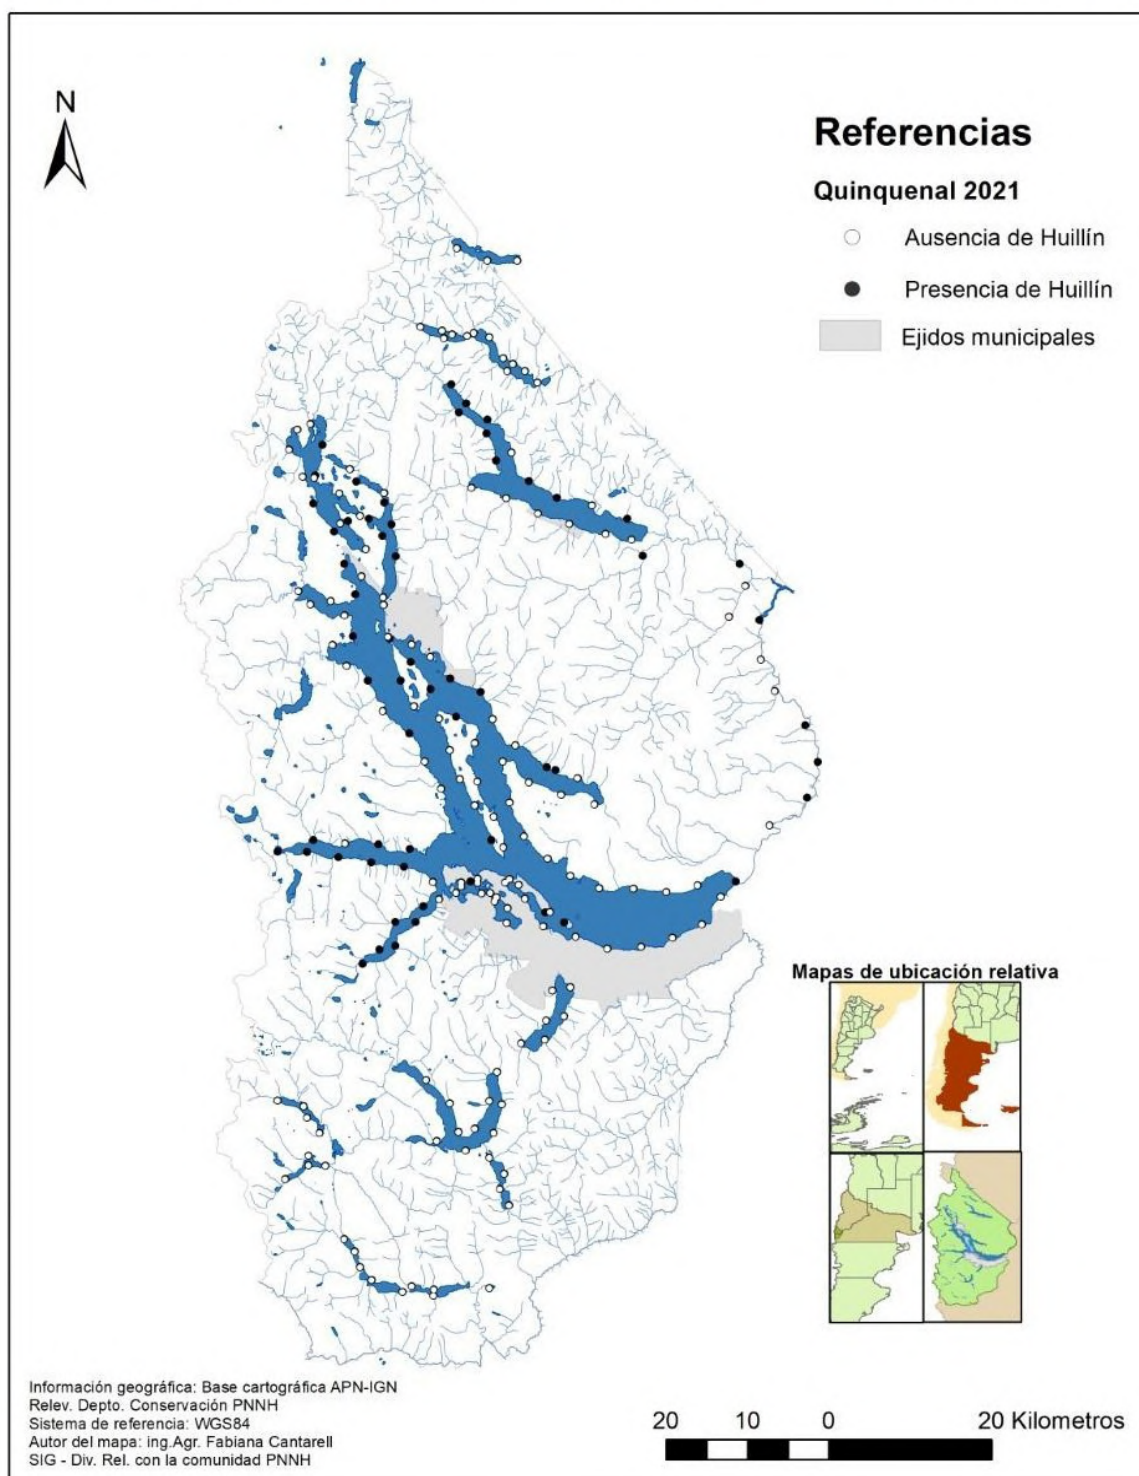 N
Referencias
Quinquenal 2021
Ausencia de Huillín
Presencia de Huillín
Ejidos municipales
Mapas de ubicación relativa
Información geográfica: Base cartográfica APN-IGN
Relev. Depto. Conservación PNNH
Sistema de referencia: WGS84
Autor del mapa: ing.Agr. Fabiana Cantarell
SIG - Div. Rel. con la comunidad PNNH
20 10 0 20 Kilometros